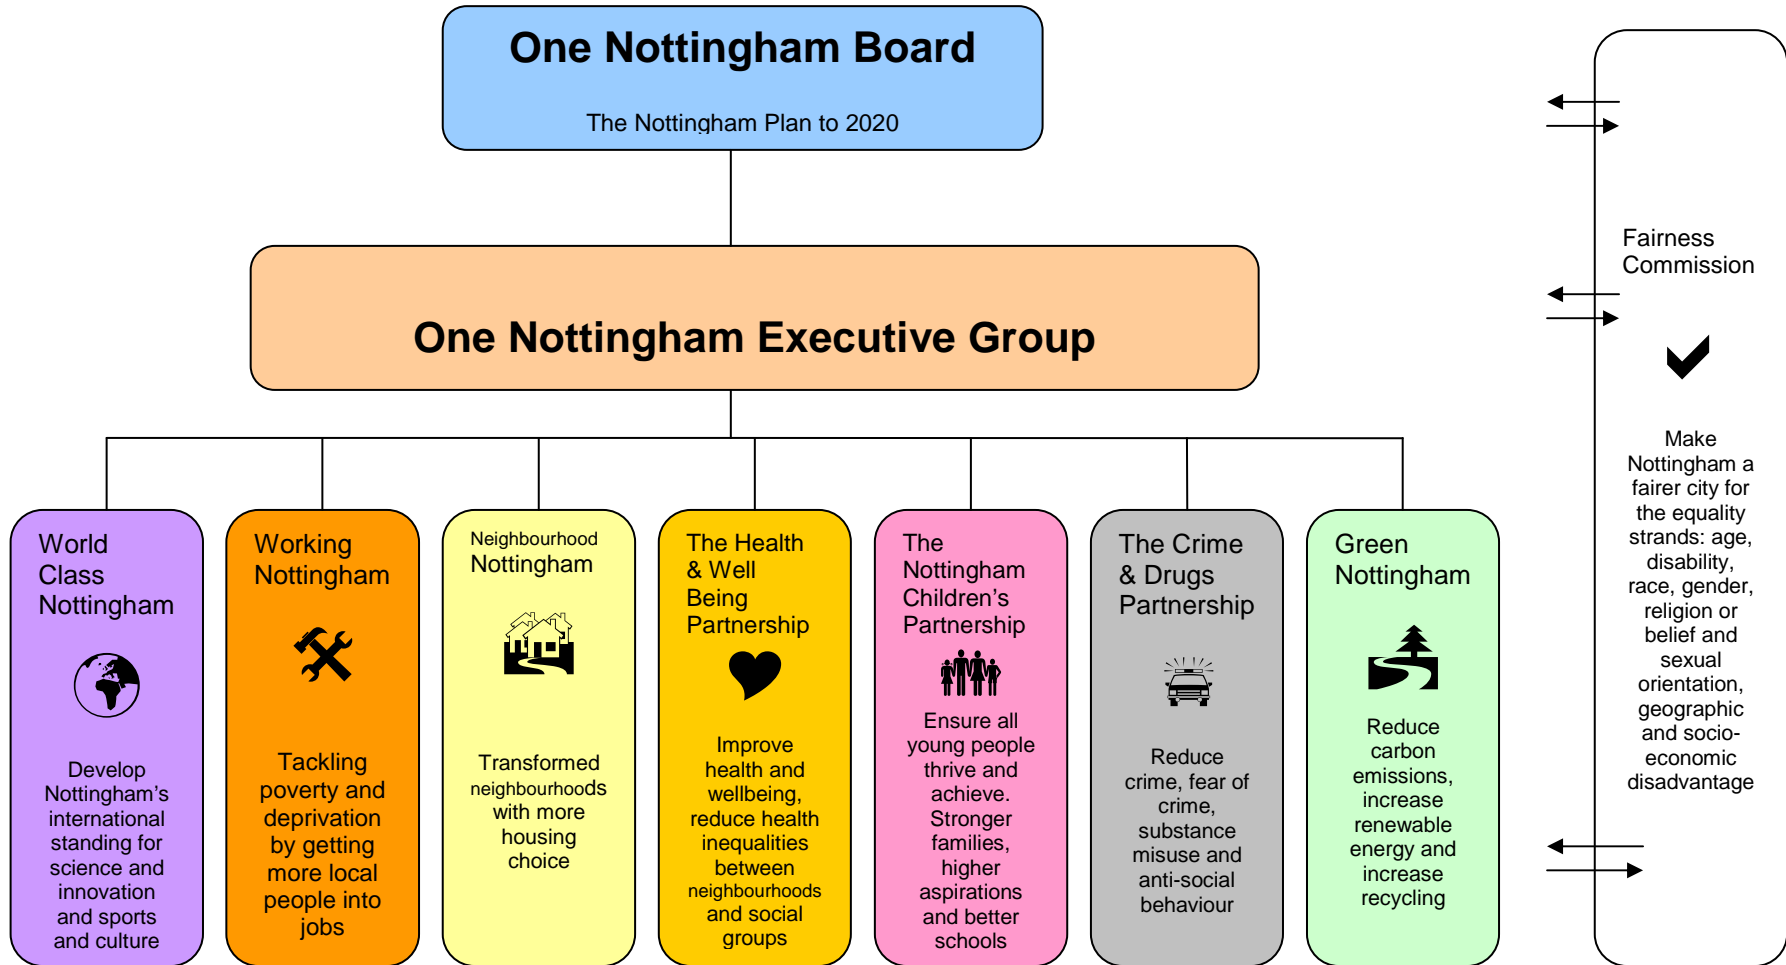 One Nottingham Board
The Nottingham Plan to 2020
One Nottingham Executive Group
World
Class
Nottingham
Develop
Nottingham’s
international
standing for
science and
innovation
and sports
and culture
Working
Nottingham
Tackling
poverty and
deprivation
by getting
more local
people into
jobs
Neighbourhood
Nottingham
Transformed
neighbourhoods
with more
housing
choice
The Health
& Well
Being
Partnership
Improve
health and
wellbeing,
reduce health
inequalities
between
neighbourhoods
and social
groups
The
Nottingham
Children’s
Partnership
Ensure all
young people
thrive and
achieve.
Stronger
families,
higher
aspirations
and better
schools
The Crime
& Drugs
Partnership
Reduce
crime, fear of
crime,
substance
misuse and
anti-social
behaviour
Green
Nottingham
Reduce
carbon
emissions,
increase
renewable
energy and
increase
recycling
Fairness
Commission
Make
Nottingham a
fairer city for
the equality
strands: age,
disability,
race, gender,
religion or
belief and
sexual
orientation,
geographic
and socio-
economic
disadvantage